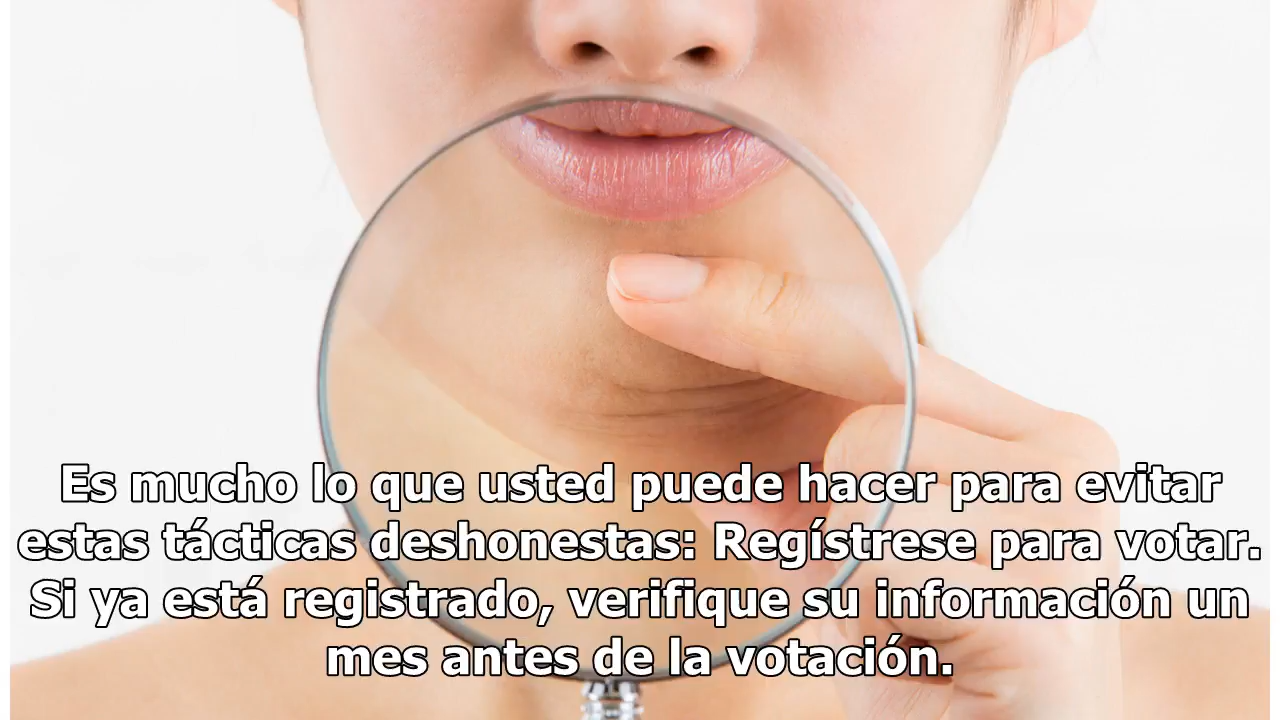 Es mucho lo que usted puede hacer para evitar
estas tácticas deshonestas: Regístrese para votar.
Si ya está registrado, verifique su información un
mes antes de la votación.